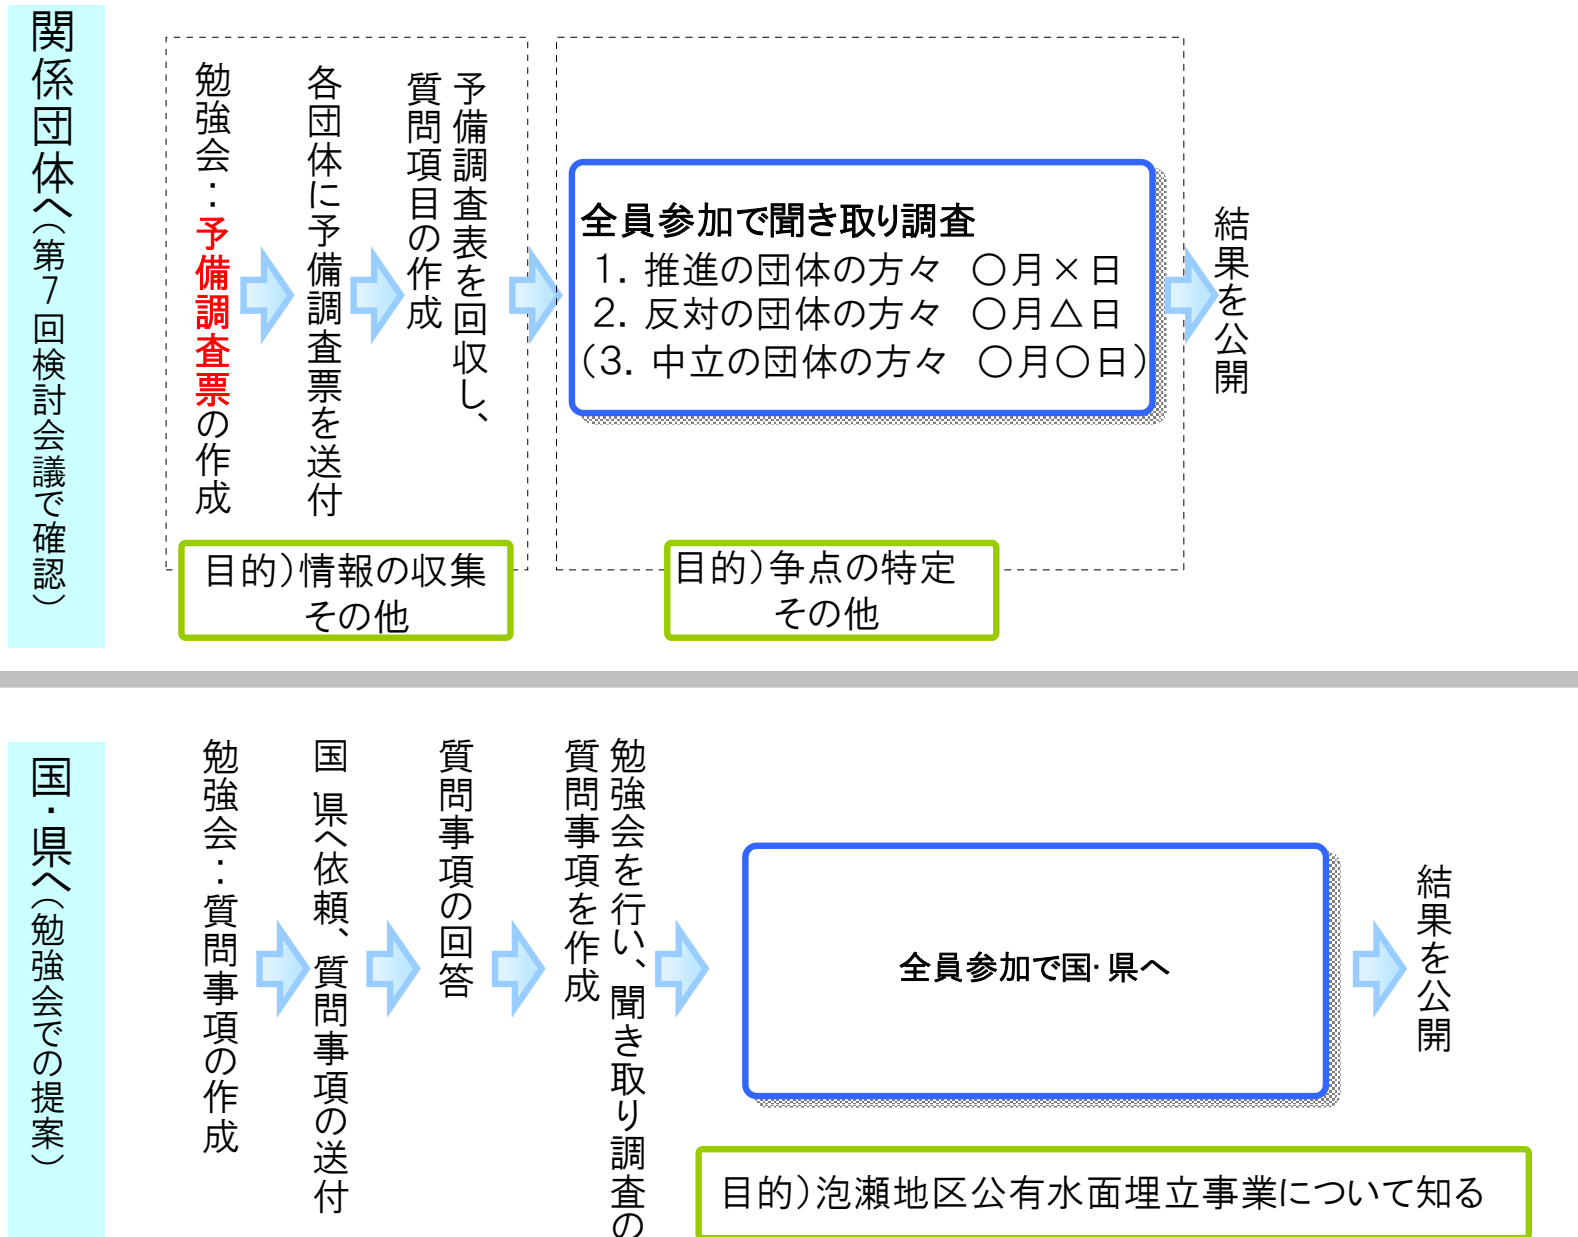 関係団体へ（第７回検討会議で確認）
勉強会：予備調査票の作成
各団体に予備調査票を送付
予備調査表を回収し、
質問項目の作成
全員参加で聞き取り調査
１．推進の団体の方々　〇月×日
２．反対の団体の方々　〇月△日
（３．中立の団体の方々　〇月〇日）
結果を公開
目的）情報の収集
その他
目的）争点の特定
その他
国・県へ（勉強会での提案）
勉強会：質問事項の作成
国・県へ依頼、質問事項の送付
質問事項の回答
勉強会を行い、聞き取り調査の
質問事項を作成
全員参加で国・県へ
結果を公開
目的）泡瀬地区公有水面埋立事業について知る